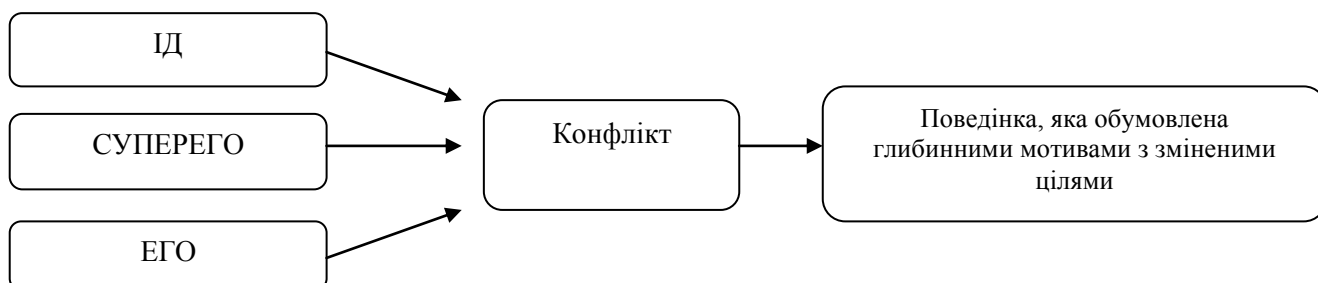 ІД
СУПЕРЕГО
ЕГО
Конфлікт
Поведінка, яка обумовлена
глибинними мотивами з зміненими
цілями